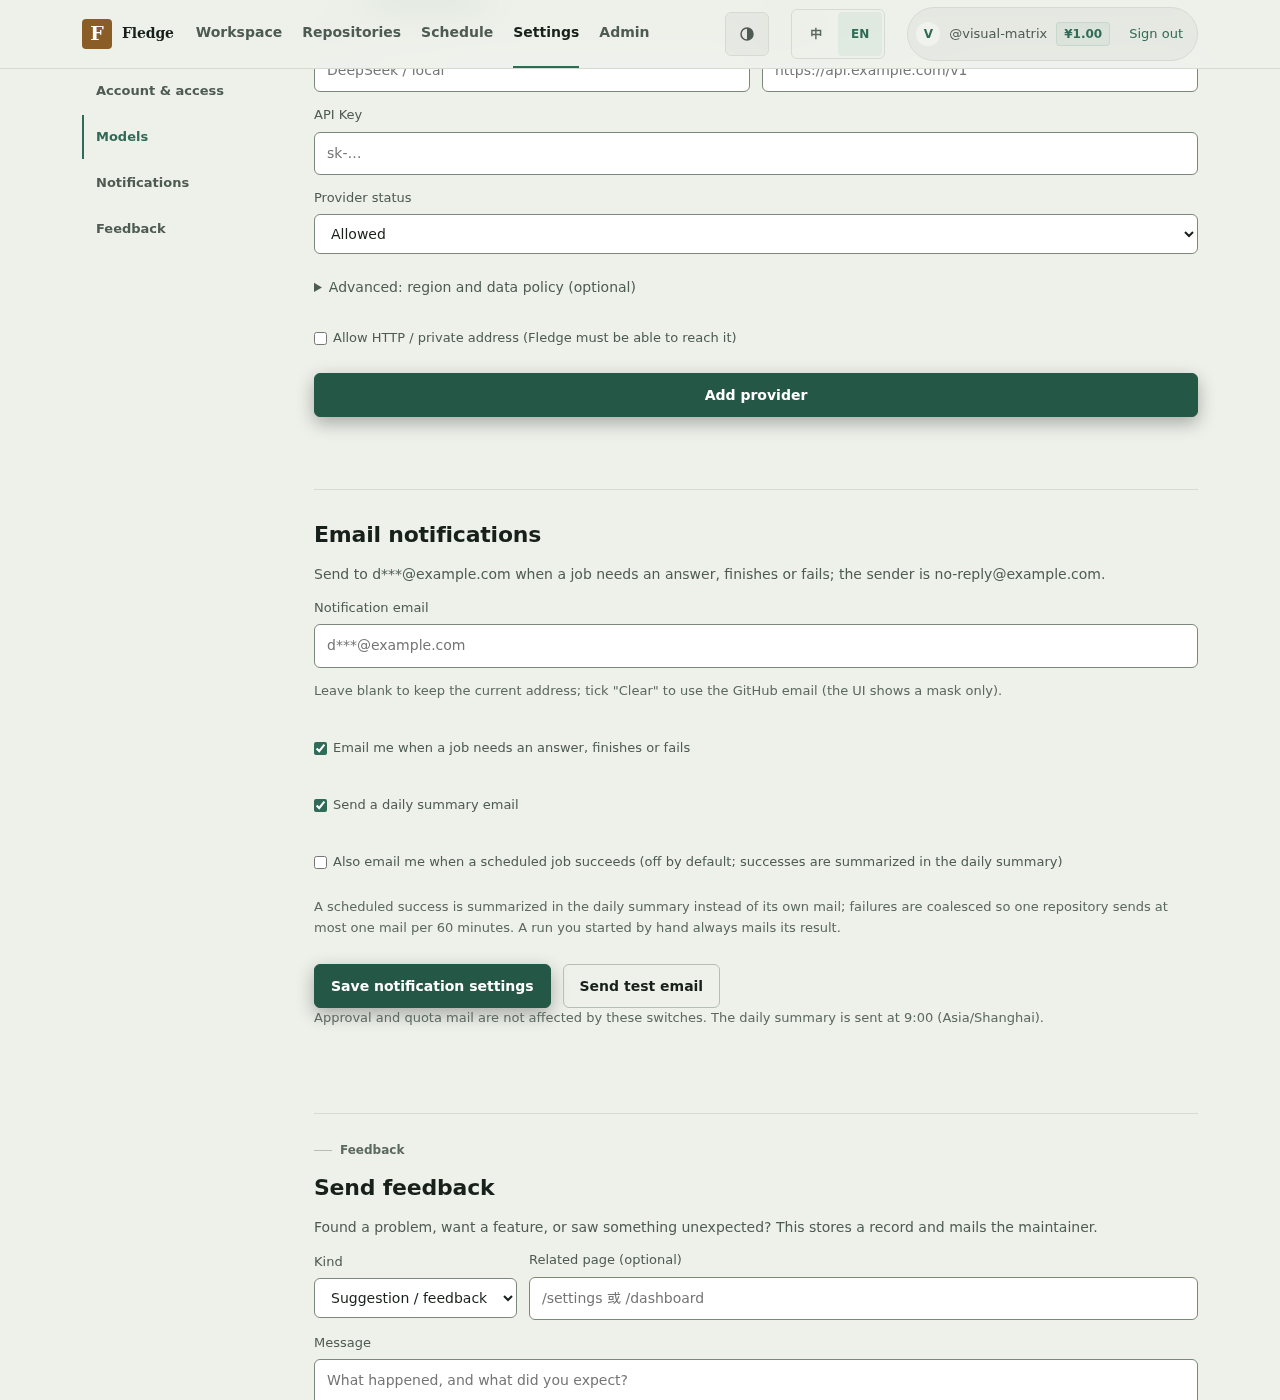 F Fledge Workspace Repositories Schedule Settings Admin 中 EN V @visual-matrix ¥1.00 Sign out
Account & access
Models
Notifications
Feedback
DeepSeek / local https://api.example.com/v1
API Key
sk-...
Provider status
Allowed
Advanced: region and data policy (optional)
Allow HTTP / private address (Fledge must be able to reach it)
Add provider
Email notifications
Send to d***@example.com when a job needs an answer, finishes or fails; the sender is no-reply@example.com.
Notification email
d***@example.com
Leave blank to keep the current address; tick "Clear" to use the GitHub email (the UI shows a mask only).
Email me when a job needs an answer, finishes or fails
Send a daily summary email
Also email me when a scheduled job succeeds (off by default; successes are summarized in the daily summary)
A scheduled success is summarized in the daily summary instead of its own mail; failures are coalesced so one repository sends at
most one mail per 60 minutes. A run you started by hand always mails its result.
Save notification settings Send test email
Approval and quota mail are not affected by these switches. The daily summary is sent at 9:00 (Asia/Shanghai).
Feedback
Send feedback
Found a problem, want a feature, or saw something unexpected? This stores a record and mails the maintainer.
Kind Related page (optional)
Suggestion / feedback /settings 或 /dashboard
Message
What happened, and what did you expect?